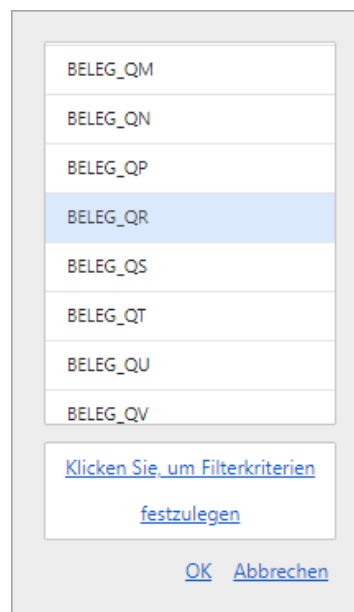 BELEG_QM
BELEG_QN
BELEG_QP
BELEG_QR
BELEG_QS
BELEG_QT
BELEG_QU
BELEG_QV
Klicken Sie, um Filterkriterien
festzulegen
OK Abbrechen